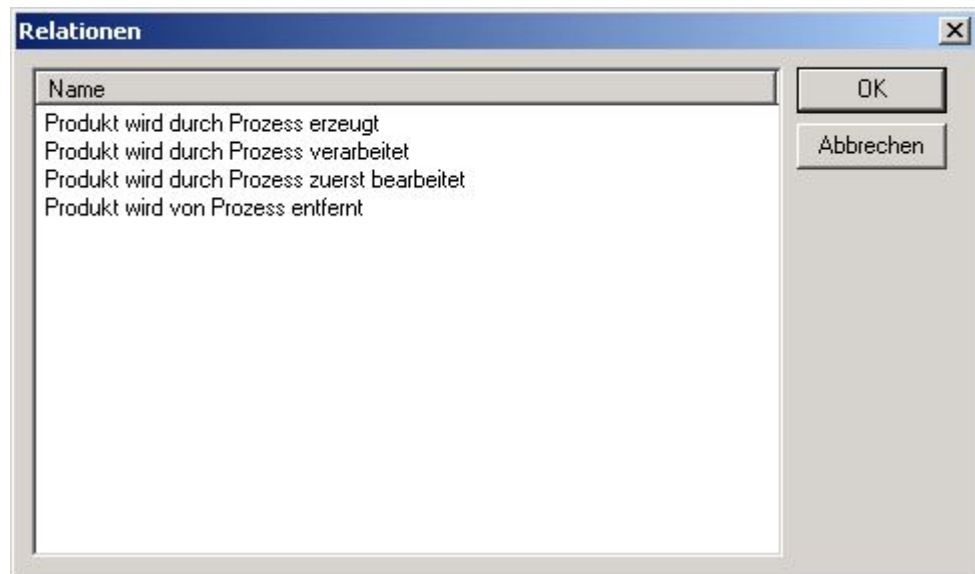 Relationen
Name
OK
Produkt wird durch Prozess erzeugt
Produkt wird durch Prozess verarbeitet
Abbrechen
Produkt wird durch Prozess zuerst bearbeitet
Produkt wird von Prozess entfernt